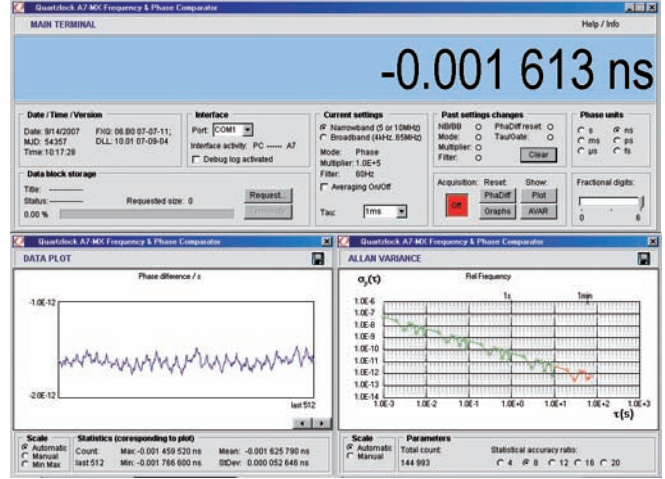 Quartzlock A7-MX Frequency & Phase Comparator
MAIN TERMINAL
Help / Info
-0.001 613 ns
Date / Time / Version
Date: 9/14/2007
FXG: 06.B0 07-07-11;
MJD: 54357
DLL: 10.01 07-09-04
Time: 10:17:28
Interface
Port: COM1
Interface activity: PC ------ A7
Debug log activated
Current settings
Narrowband (5 or 10MHz)
Broadband (4kHz..65MHz)
Mode: Phase
Multiplier: 1.0E+5
Filter: 60Hz
Averaging On/Off
Tau: 1ms
Past settings changes
NB/BB
PhaDiff reset:
Mode:
Tau/Gate:
Multiplier:
Filter:
Clear
Phase units
s
ns
ms
ps
µs
fs
Data block storage
Title: ----------
Status: ----------
Requested size: 0
0.00 %
Request...
Acquisition:
Reset:
Show:
Off
PhaDiff
Plot
Graphs
AVAR
Fractional digits:
0
6
Quartzlock A7-MX Frequency & Phase Comparator
DATA PLOT
Phase difference / s
-1.0E-12
-2.0E-12
last 512
Scale
Automatic
Manual
Min Max
Statistics (coresponding to plot)
Count: last 512
Max: -0.001 459 520 ns
Mean: -0.001 625 790 ns
Min: -0.001 766 600 ns
StDev: 0.000 052 646 ns
Quartzlock A7-MX Frequency & Phase Comparator
ALLAN VARIANCE
σy(τ)
Rel Frequency
1s
1min
1.0E-6
1.0E-7
1.0E-8
1.0E-9
1.0E-10
1.0E-11
1.0E-12
1.0E-13
1.0E-14
1.0E-3
1.0E-2
1.0E-1
1.0E+0
1.0E+1
1.0E+2
1.0E+3
τ(s)
Scale
Automatic
Manual
Parameters
Total count:
144 993
Statistical accuracy ratio:
4
8
12
16
20